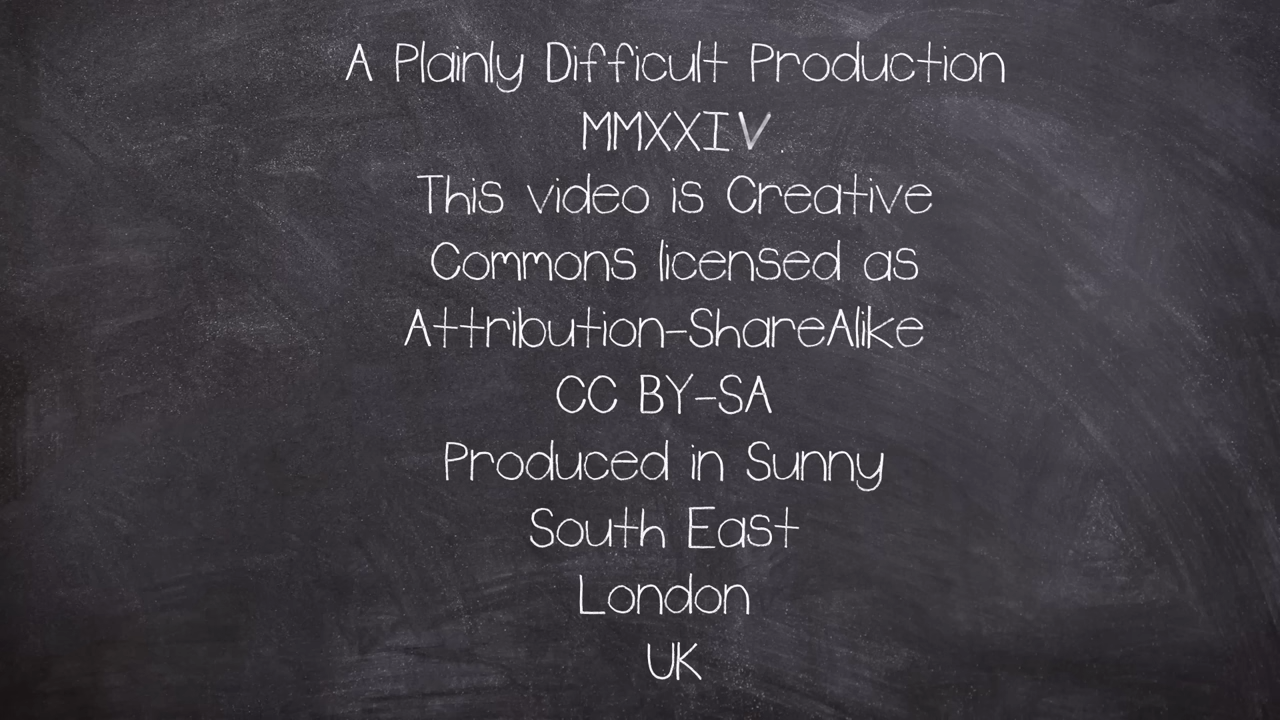 A Plainly Difficult Production
MMXXIV.
This video is Creative
Commons licensed as
Attribution-ShareAlike
CC BY-SA
Produced in Sunny
South East
London
UK